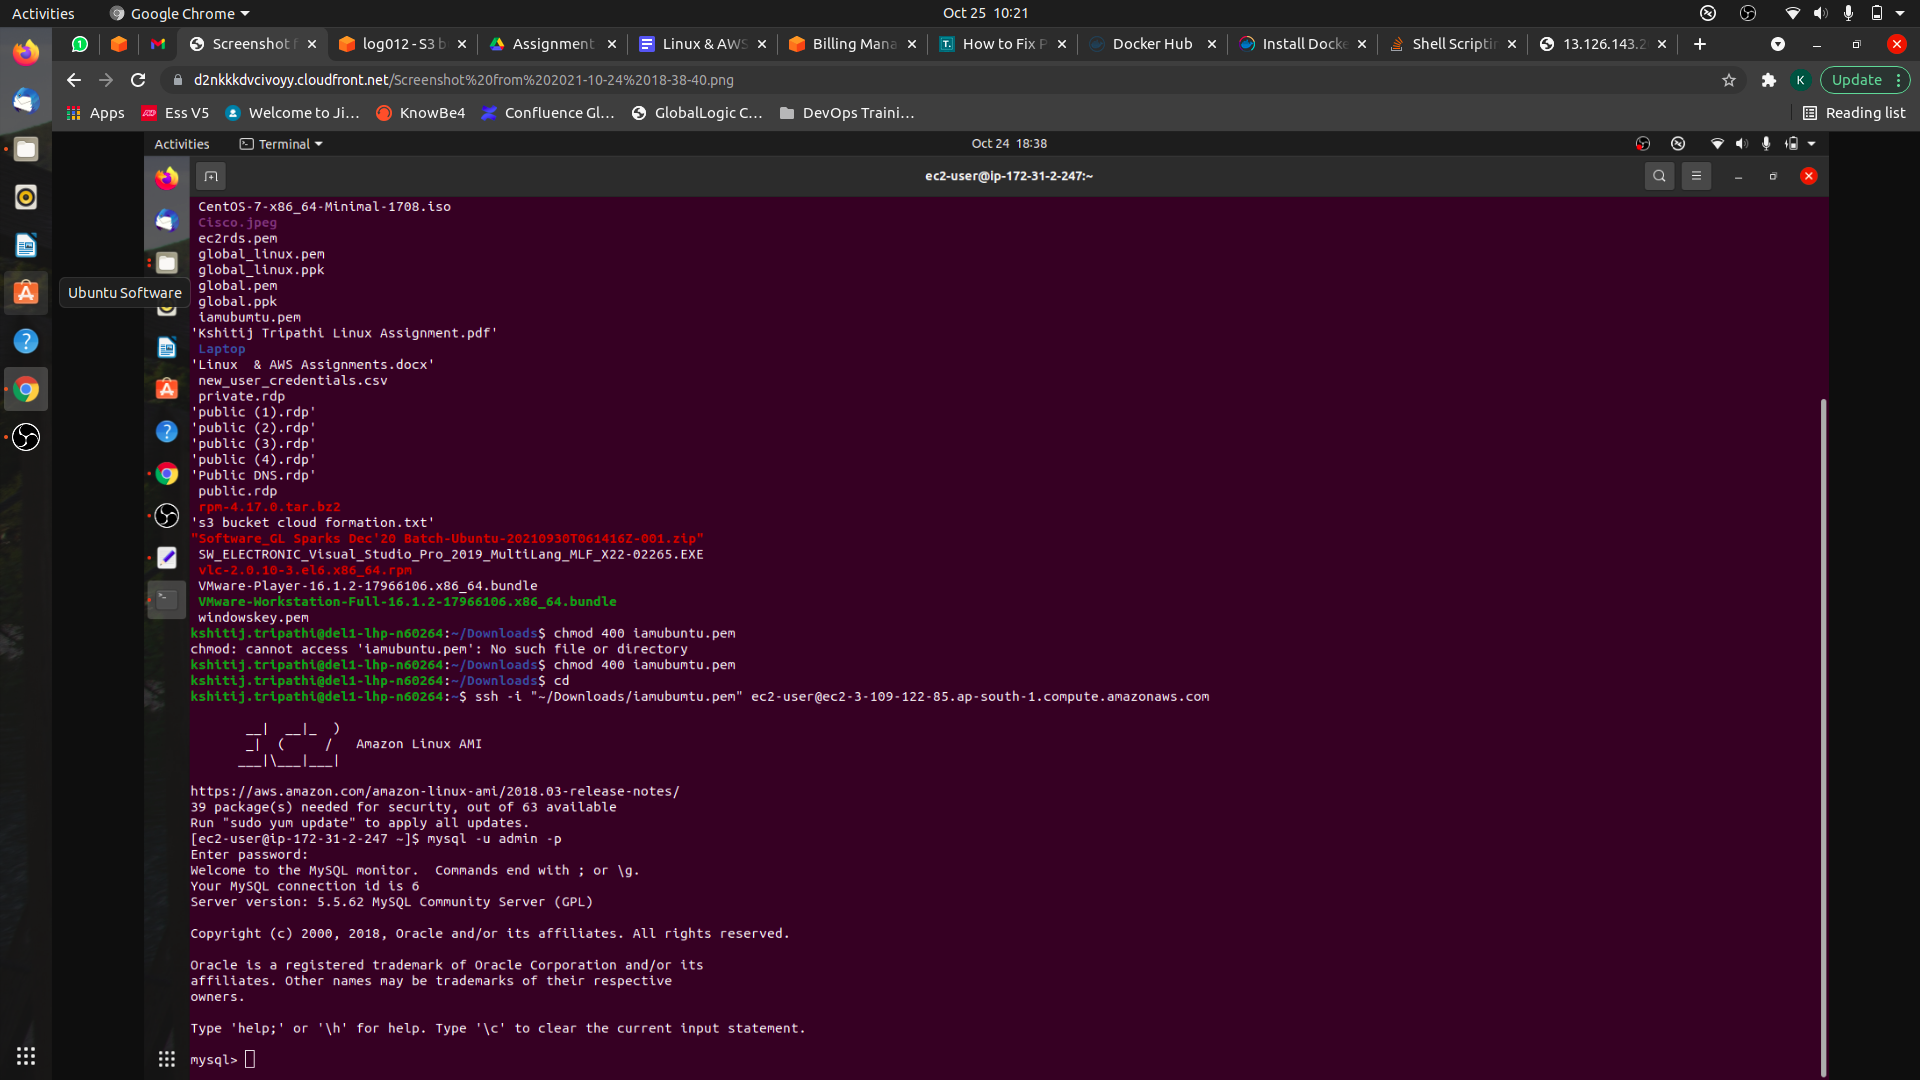 Activities Google Chrome Oct 25 10:21
1 Screenshot f log012 - S3 b Assignment Linux & AWS Billing Mana How to Fix P Docker Hub Install Docke Shell Scriptin 13.126.143.2
d2nkkkdvcivoyy.cloudfront.net/Screenshot%20from%202021-10-24%2018-38-40.png K Update
Apps Ess V5 Welcome to Ji... KnowBe4 Confluence Gl... GlobalLogic C... DevOps Traini... Reading list
Activities Terminal Oct 24 18:38
ec2-user@ip-172-31-2-247:~
CentOS-7-x86_64-Minimal-1708.iso
Cisco.jpeg
ec2rds.pem
global_linux.pem
global_linux.ppk
global.pem
Ubuntu Software
global.ppk
iamubumtu.pem
'Kshitij Tripathi Linux Assignment.pdf'
Laptop
'Linux  & AWS Assignments.docx'
new_user_credentials.csv
private.rdp
'public (1).rdp'
'public (2).rdp'
'public (3).rdp'
'public (4).rdp'
'Public DNS.rdp'
public.rdp
rpm-4.17.0.tar.bz2
's3 bucket cloud formation.txt'
"Software_GL Sparks Dec'20 Batch-Ubuntu-20210930T061416Z-001.zip"
SW_ELECTRONIC_Visual_Studio_Pro_2019_MultiLang_MLF_X22-02265.EXE
vlc-2.0.10-3.el6.x86_64.rpm
VMware-Player-16.1.2-17966106.x86_64.bundle
VMware-Workstation-Full-16.1.2-17966106.x86_64.bundle
windowskey.pem
kshitij.tripathi@del1-lhp-n60264:~/Downloads$ chmod 400 iamubuntu.pem
chmod: cannot access 'iamubuntu.pem': No such file or directory
kshitij.tripathi@del1-lhp-n60264:~/Downloads$ chmod 400 iamubumtu.pem
kshitij.tripathi@del1-lhp-n60264:~/Downloads$ cd
kshitij.tripathi@del1-lhp-n60264:~$ ssh -i "~/Downloads/iamubumtu.pem" ec2-user@ec2-3-109-122-85.ap-south-1.compute.amazonaws.com
__|  __|_  )
_|  (     /   Amazon Linux AMI
___|\___|___|
https://aws.amazon.com/amazon-linux-ami/2018.03-release-notes/
39 package(s) needed for security, out of 63 available
Run "sudo yum update" to apply all updates.
[ec2-user@ip-172-31-2-247 ~]$ mysql -u admin -p
Enter password:
Welcome to the MySQL monitor.  Commands end with ; or \g.
Your MySQL connection id is 6
Server version: 5.5.62 MySQL Community Server (GPL)
Copyright (c) 2000, 2018, Oracle and/or its affiliates. All rights reserved.
Oracle is a registered trademark of Oracle Corporation and/or its
affiliates. Other names may be trademarks of their respective
owners.
Type 'help;' or '\h' for help. Type '\c' to clear the current input statement.
mysql>